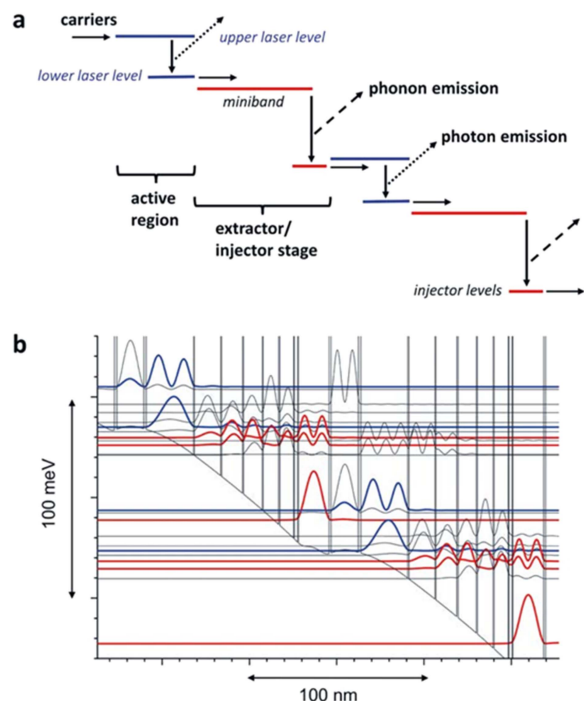 a
carriers
upper laser level
lower laser level
miniband
phonon emission
photon emission
active
region
extractor/
injector stage
injector levels
b
100 meV
100 nm